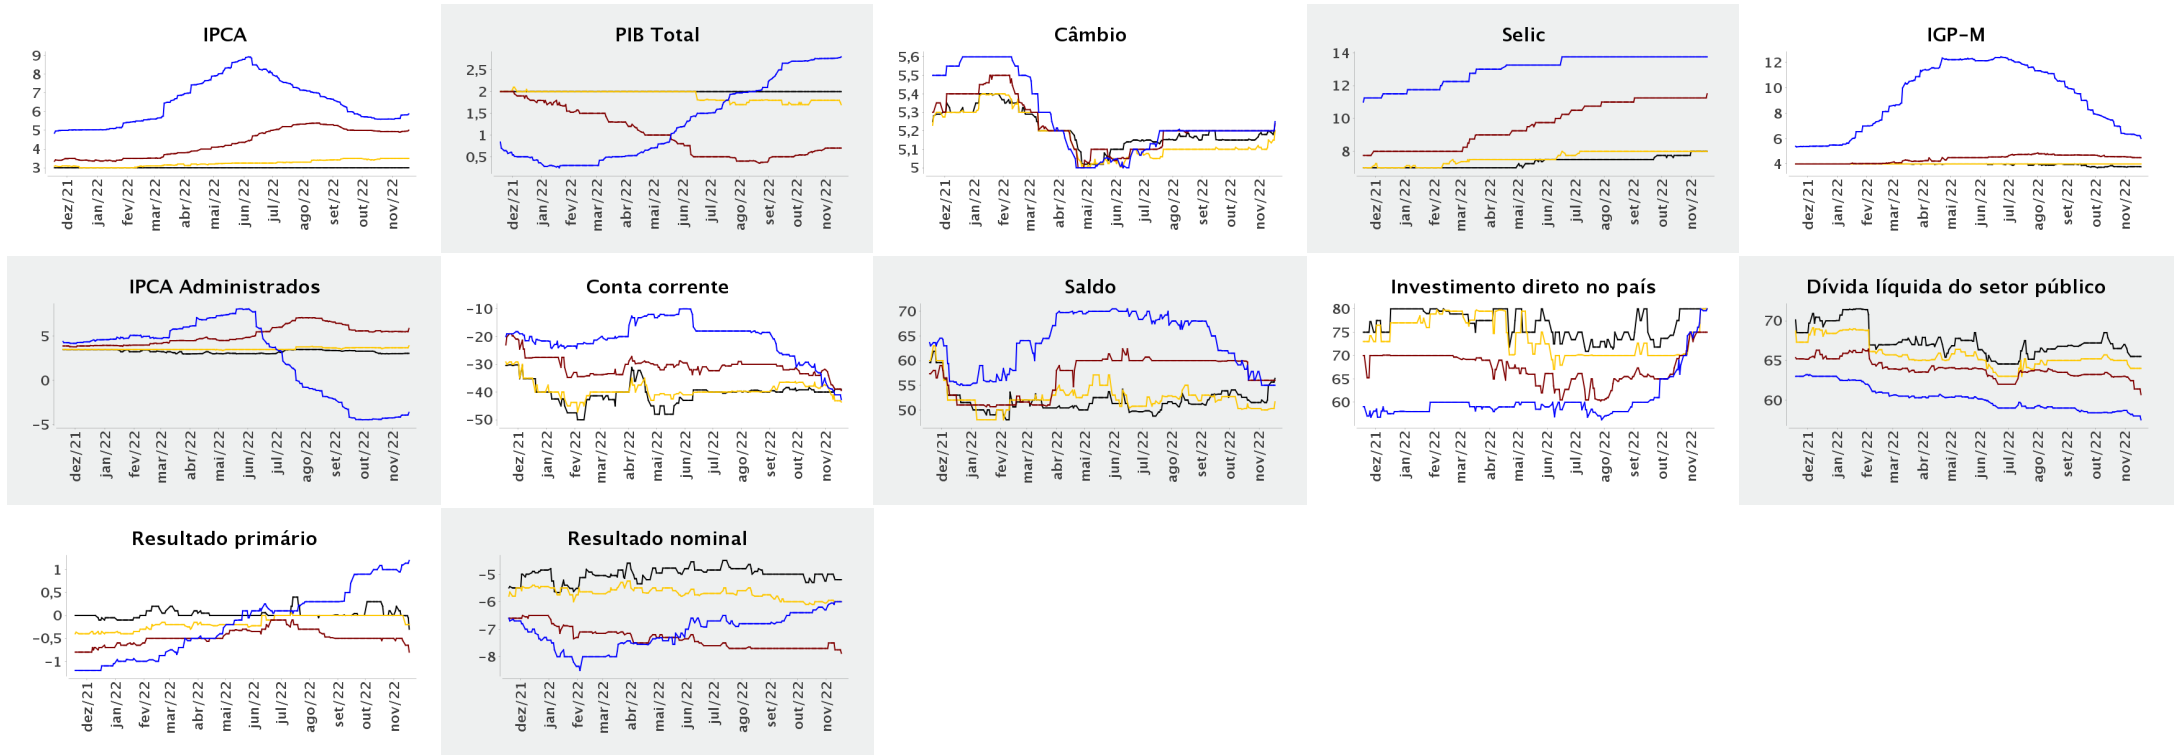 IPCA
9
8
7
6
5
4
3
dez/21
jan/22
fev/22
mar/22
abr/22
mai/22
jun/22
jul/22
ago/22
set/22
out/22
nov/22
PIB Total
2,5
2
1,5
1
0,5
dez/21
jan/22
fev/22
mar/22
abr/22
mai/22
jun/22
jul/22
ago/22
set/22
out/22
nov/22
Câmbio
5,6
5,5
5,4
5,2
5,1
5
dez/21
jan/22
fev/22
mar/22
abr/22
mai/22
jun/22
jul/22
ago/22
set/22
out/22
nov/22
Selic
14
12
10
8
dez/21
jan/22
fev/22
mar/22
abr/22
mai/22
jun/22
jul/22
ago/22
set/22
out/22
nov/22
IGP-M
12
10
8
6
4
dez/21
jan/22
fev/22
mar/22
abr/22
mai/22
jun/22
jul/22
ago/22
set/22
out/22
nov/22
IPCA Administrados
5
0
-5
dez/21
jan/22
fev/22
mar/22
abr/22
mai/22
jun/22
jul/22
ago/22
set/22
out/22
nov/22
Conta corrente
-10
-20
-30
-40
-50
dez/21
jan/22
fev/22
mar/22
abr/22
mai/22
jun/22
jul/22
ago/22
set/22
out/22
nov/22
Saldo
70
65
60
55
50
dez/21
jan/22
fev/22
mar/22
abr/22
mai/22
jun/22
jul/22
ago/22
set/22
out/22
nov/22
Investimento direto no país
80
75
70
65
60
dez/21
jan/22
fev/22
mar/22
abr/22
mai/22
jun/22
jul/22
ago/22
set/22
out/22
nov/22
Dívida líquida do setor público
70
65
60
dez/21
jan/22
fev/22
mar/22
abr/22
mai/22
jun/22
jul/22
ago/22
set/22
out/22
nov/22
Resultado primário
1
0,5
0
-0,5
-1
dez/21
jan/22
fev/22
mar/22
abr/22
mai/22
jun/22
jul/22
ago/22
set/22
out/22
nov/22
Resultado nominal
-5
-6
-7
-8
dez/21
jan/22
fev/22
mar/22
abr/22
mai/22
jun/22
jul/22
ago/22
set/22
out/22
nov/22